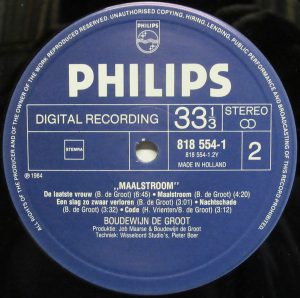 ALL RIGHTS OF THE PRODUCER AND OF THE OWNER OF THE WORK REPRODUCED RESERVED. UNAUTHORISED COPYING, HIRING, LENDING, PUBLIC PERFORMANCE AND BROADCASTING OF THIS RECORD PROHIBITED.
PHILIPS
DIGITAL RECORDING
33 1/3
STEREO
STEMRA
818 554-1
818 554-1.2Y
MADE IN HOLLAND
2
℗ 1984
„MAALSTROOM"
De laatste vrouw (B. de Groot) (6:45) • Maalstroom (B. de Groot) (4:20)
Een slag zo zwaar verloren (B. de Groot) (3:01) • Nachtschade
(B. de Groot) (3:32) • Code (H. Vrienten/B. de Groot) (3:12)
BOUDEWIJN DE GROOT
Produktie: Job Maarse & Boudewijn de Groot
Techniek: Wisseloord Studio's, Pieter Boer